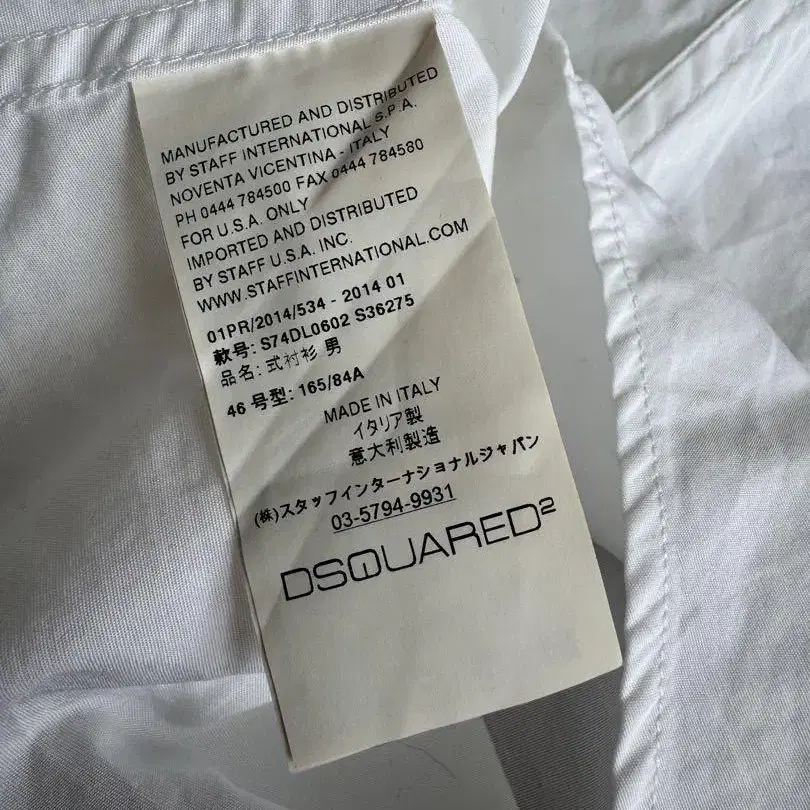 MANUFACTURED AND DISTRIBUTED
BY STAFF INTERNATIONAL S.P.A.
NOVENTA VICENTINA - ITALY
PH 0444 784500 FAX 0444 784580
FOR U.S.A. ONLY
IMPORTED AND DISTRIBUTED
BY STAFF U.S.A. INC.
WWW.STAFFINTERNATIONAL.COM
01PR/2014/534 - 2014 01
款号: S74DL0602 S36275
品名: 式衬衫 男
46 号型: 165/84A
MADE IN ITALY
イタリア製
意大利製造
(株)スタッフインターナショナルジャパン
03-5794-9931
DSQUARED2